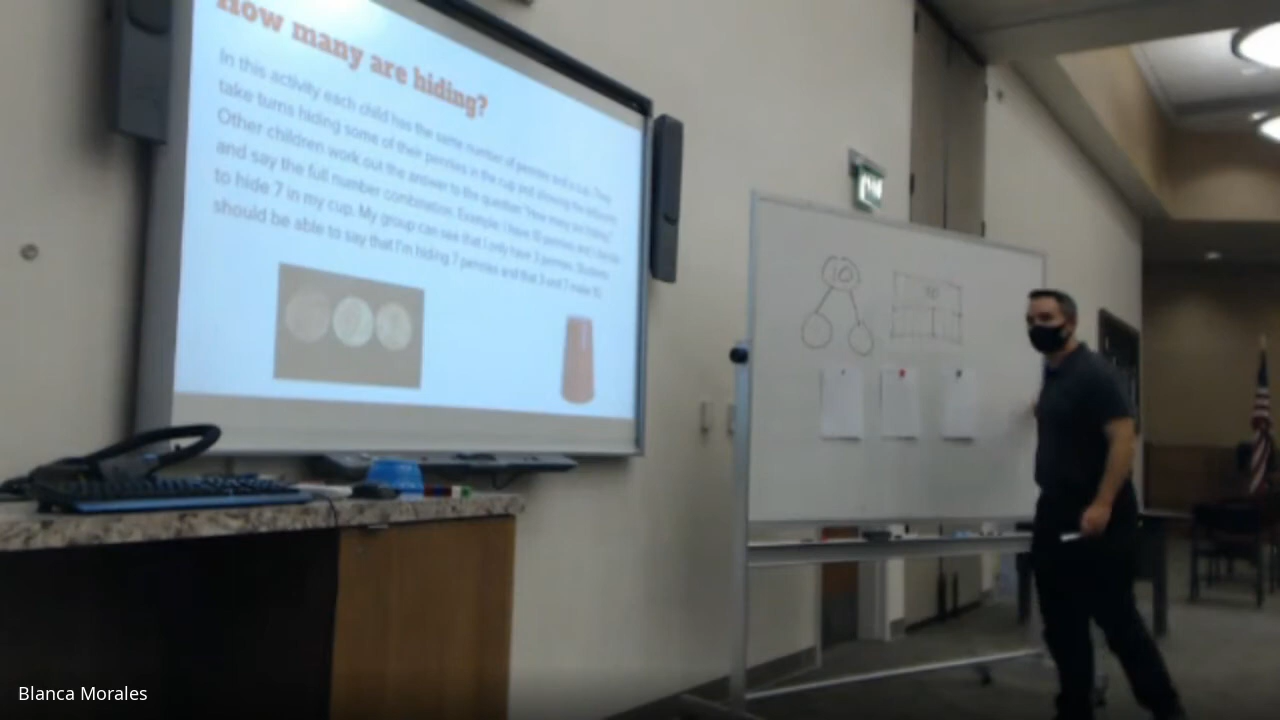 How many are hiding?
In this activity each child has the same number of pennies and a cup. They
take turns hiding some of their pennies in the cup and showing the leftovers.
Other children work out the answer to the question "How many are hiding?"
and say the full number combination. Example: I have 10 pennies and I decide
to hide 7 in my cup. My group can see that I only have 3 pennies. Students
should be able to say that I'm hiding 7 pennies and that 3 and 7 make 10.
10
10
Blanca Morales